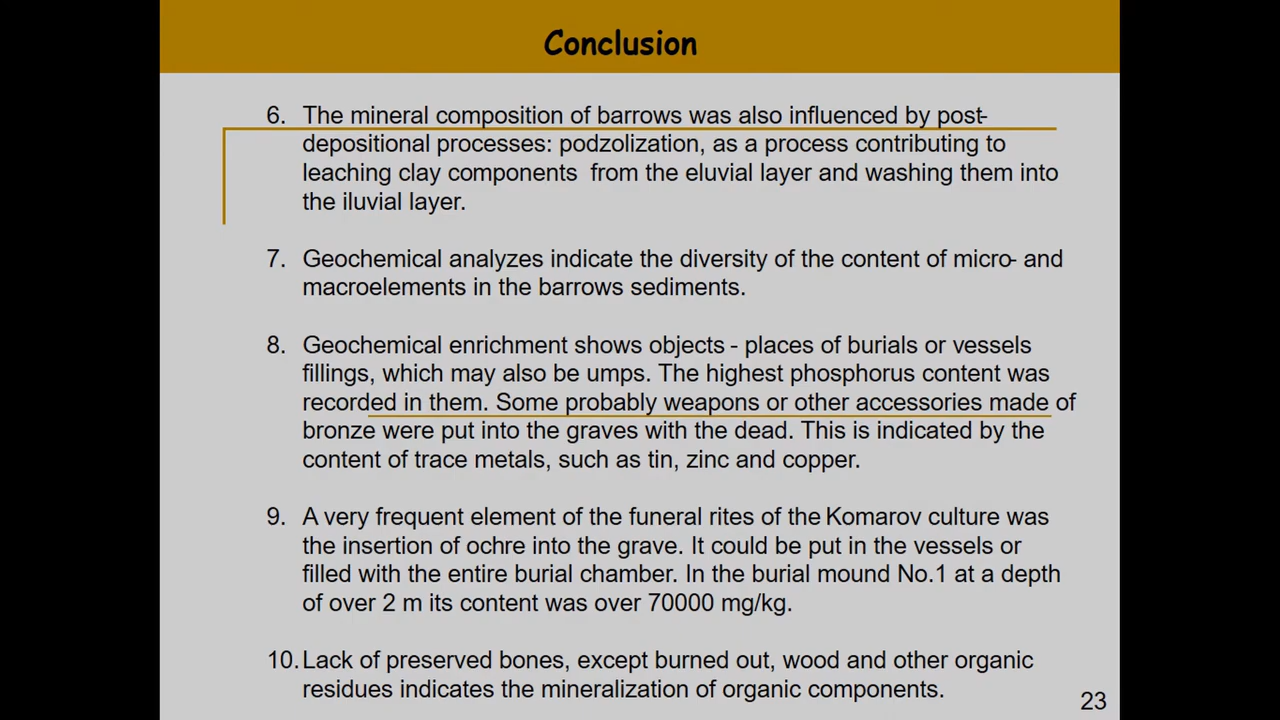 Conclusion
6. The mineral composition of barrows was also influenced by post-
depositional processes: podzolization, as a process contributing to
leaching clay components from the eluvial layer and washing them into
the iluvial layer.
7. Geochemical analyzes indicate the diversity of the content of micro- and
macroelements in the barrows sediments.
8. Geochemical enrichment shows objects - places of burials or vessels
fillings, which may also be umps. The highest phosphorus content was
recorded in them. Some probably weapons or other accessories made of
bronze were put into the graves with the dead. This is indicated by the
content of trace metals, such as tin, zinc and copper.
9. A very frequent element of the funeral rites of the Komarov culture was
the insertion of ochre into the grave. It could be put in the vessels or
filled with the entire burial chamber. In the burial mound No.1 at a depth
of over 2 m its content was over 70000 mg/kg.
10. Lack of preserved bones, except burned out, wood and other organic
residues indicates the mineralization of organic components.
23